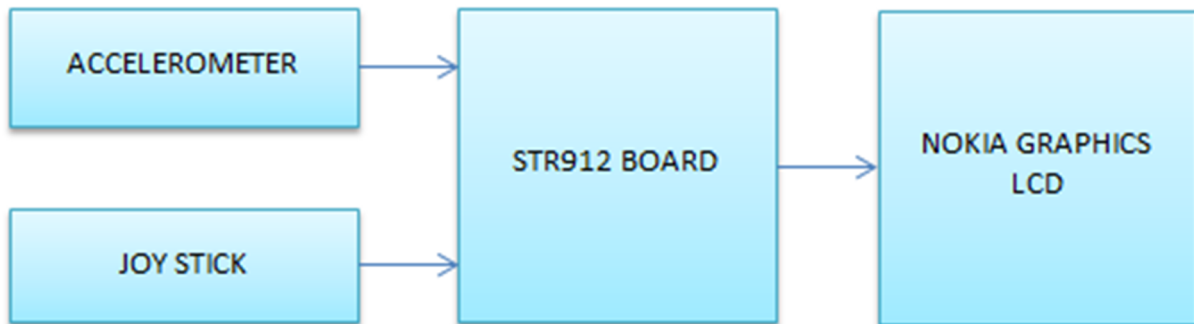 ACCELEROMETER
JOY STICK
STR912 BOARD
NOKIA GRAPHICS
LCD